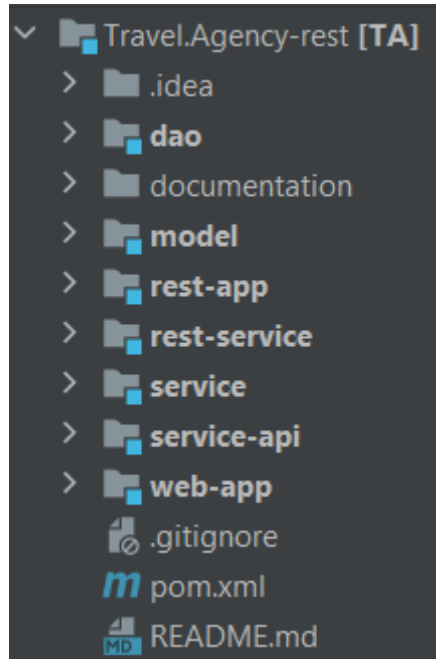 Travel.Agency-rest [TA]
.idea
dao
documentation
model
rest-app
rest-service
service
service-api
web-app
.gitignore
m pom.xml
MD README.md